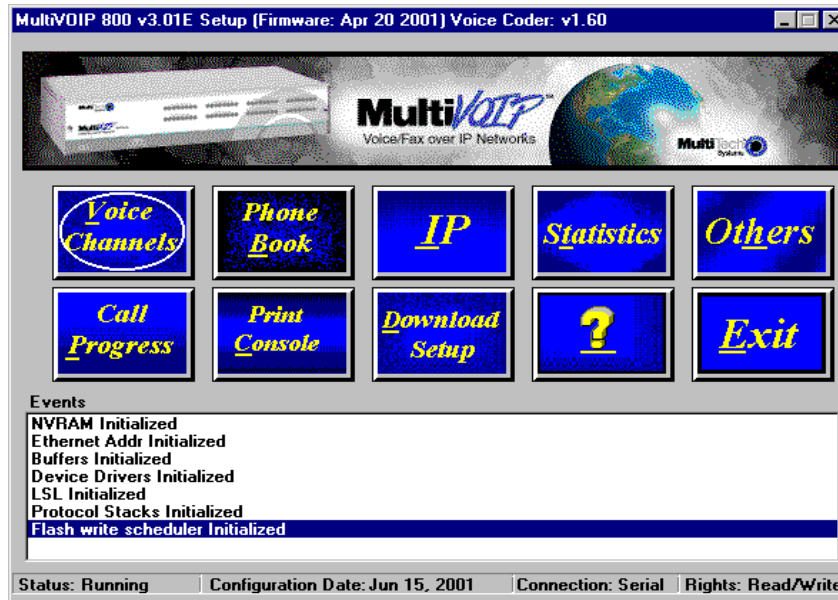 MultiVOIP 800 v3.01E Setup (Firmware: Apr 20 2001) Voice Coder: v1.60
MultiVOIP™
Voice/Fax over IP Networks
MultiTech
Systems
Voice Channels
Phone Book
IP
Statistics
Others
Call Progress
Print Console
Download Setup
?
Exit
Events
NVRAM Initialized
Ethernet Addr Initialized
Buffers Initialized
Device Drivers Initialized
LSL Initialized
Protocol Stacks Initialized
Flash write scheduler Initialized
Status: Running
Configuration Date: Jun 15, 2001
Connection: Serial
Rights: Read/Write